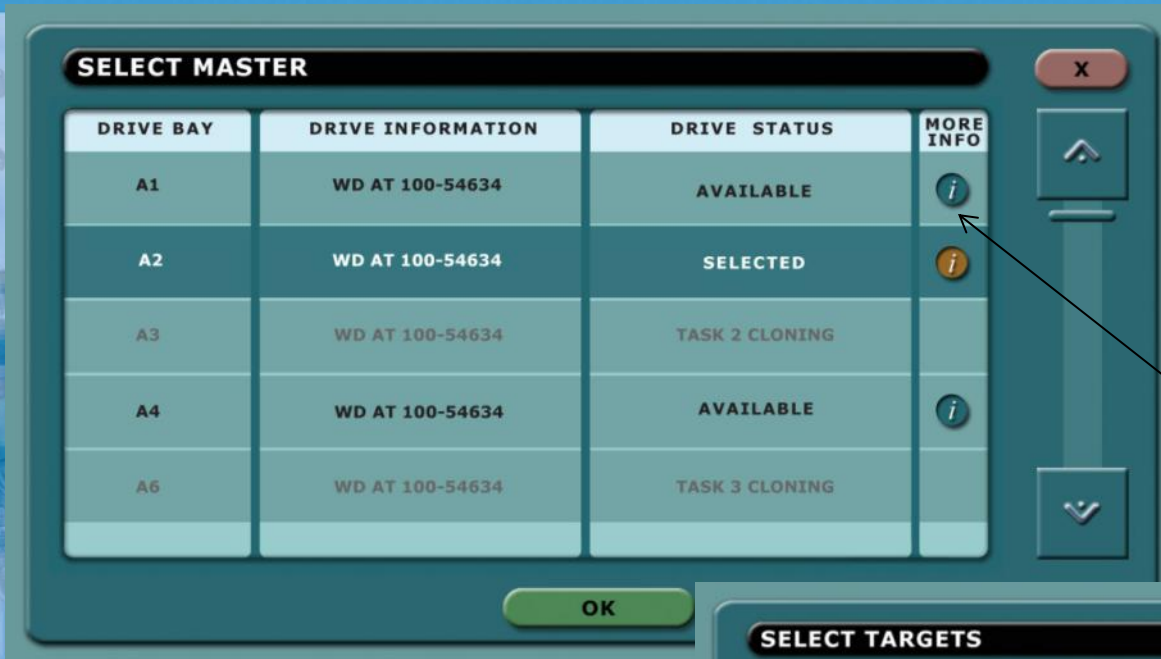 SELECT MASTER
X
DRIVE BAY DRIVE INFORMATION DRIVE STATUS MORE INFO
A1 WD AT 100-54634 AVAILABLE i
A2 WD AT 100-54634 SELECTED i
A3 WD AT 100-54634 TASK 2 CLONING
A4 WD AT 100-54634 AVAILABLE i
A6 WD AT 100-54634 TASK 3 CLONING
OK
SELECT TARGETS